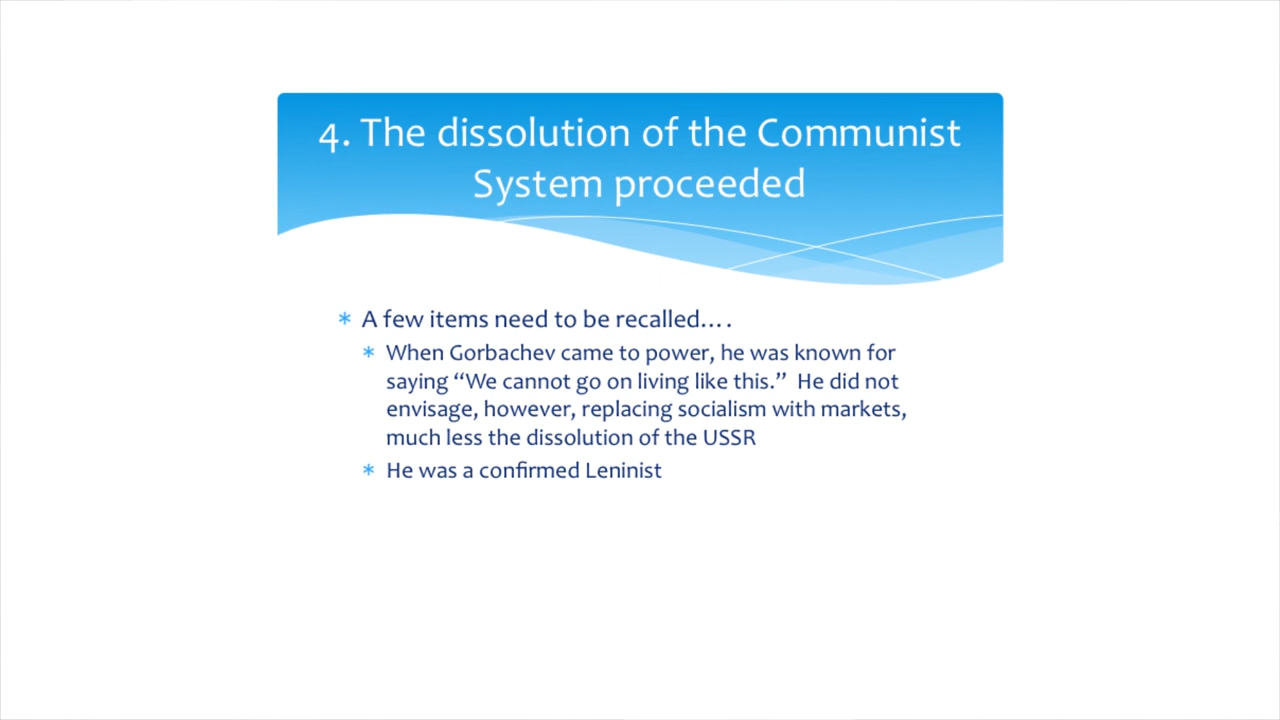 4. The dissolution of the Communist
System proceeded
* A few items need to be recalled….
* When Gorbachev came to power, he was known for
saying “We cannot go on living like this.” He did not
envisage, however, replacing socialism with markets,
much less the dissolution of the USSR
* He was a confirmed Leninist